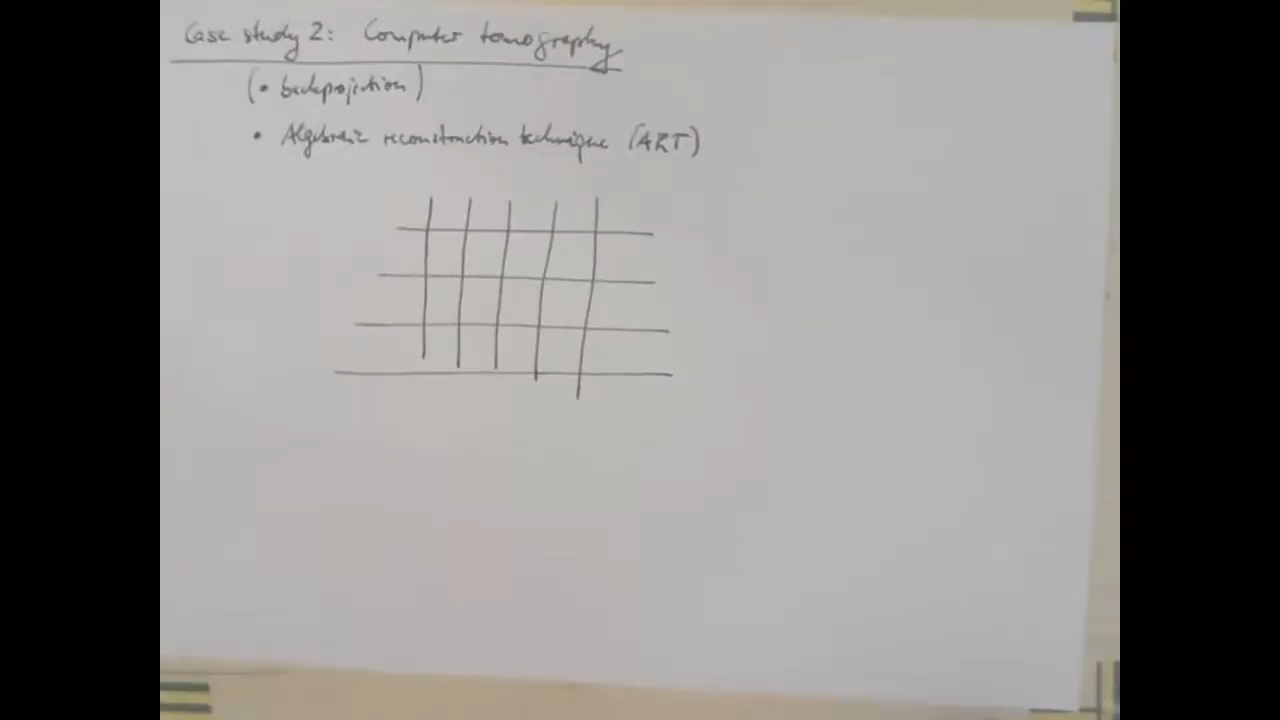 Case study 2: Computer tomography
(• backprojection)
• Algebraic reconstruction technique (ART)